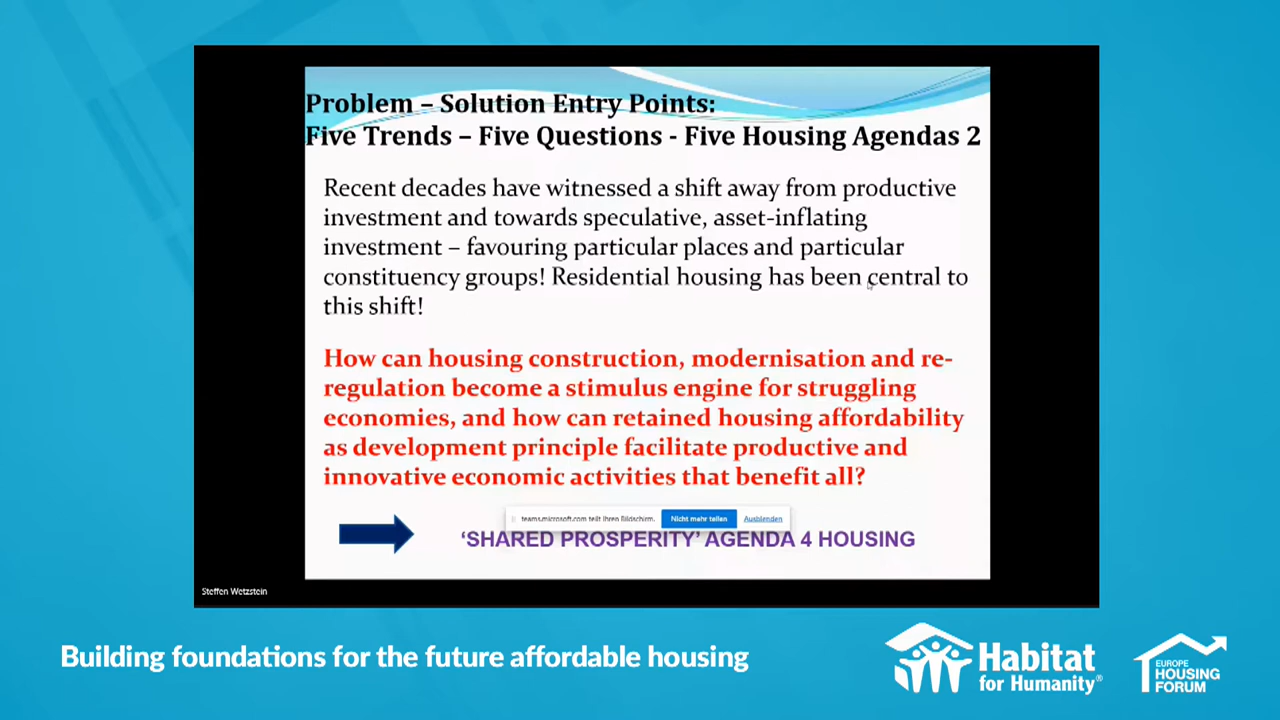 Problem – Solution Entry Points:
Five Trends – Five Questions - Five Housing Agendas 2
Recent decades have witnessed a shift away from productive
investment and towards speculative, asset-inflating
investment – favouring particular places and particular
constituency groups! Residential housing has been central to
this shift!
How can housing construction, modernisation and re-
regulation become a stimulus engine for struggling
economies, and how can retained housing affordability
as development principle facilitate productive and
innovative economic activities that benefit all?
teams.microsoft.com teilt Ihren Bildschirm. Nicht mehr teilen Ausblenden
‘SHARED PROSPERITY’ AGENDA 4 HOUSING
Steffen Wetzstein
Building foundations for the future affordable housing
Habitat
for Humanity®
EUROPE
HOUSING
FORUM